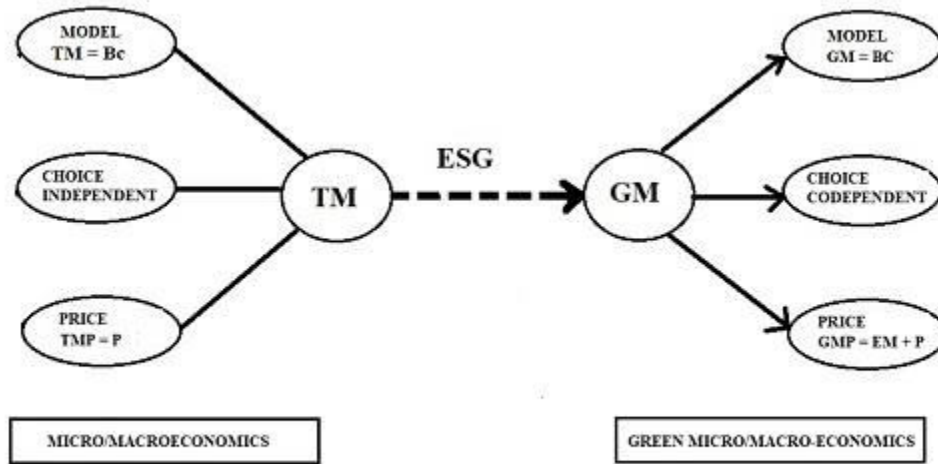 MODEL
TM = Bc
CHOICE
INDEPENDENT
PRICE
TMP = P
TM
ESG
GM
MODEL
GM = BC
CHOICE
CODEPENDENT
PRICE
GMP = EM + P
MICRO/MACROECONOMICS
GREEN MICRO/MACRO-ECONOMICS